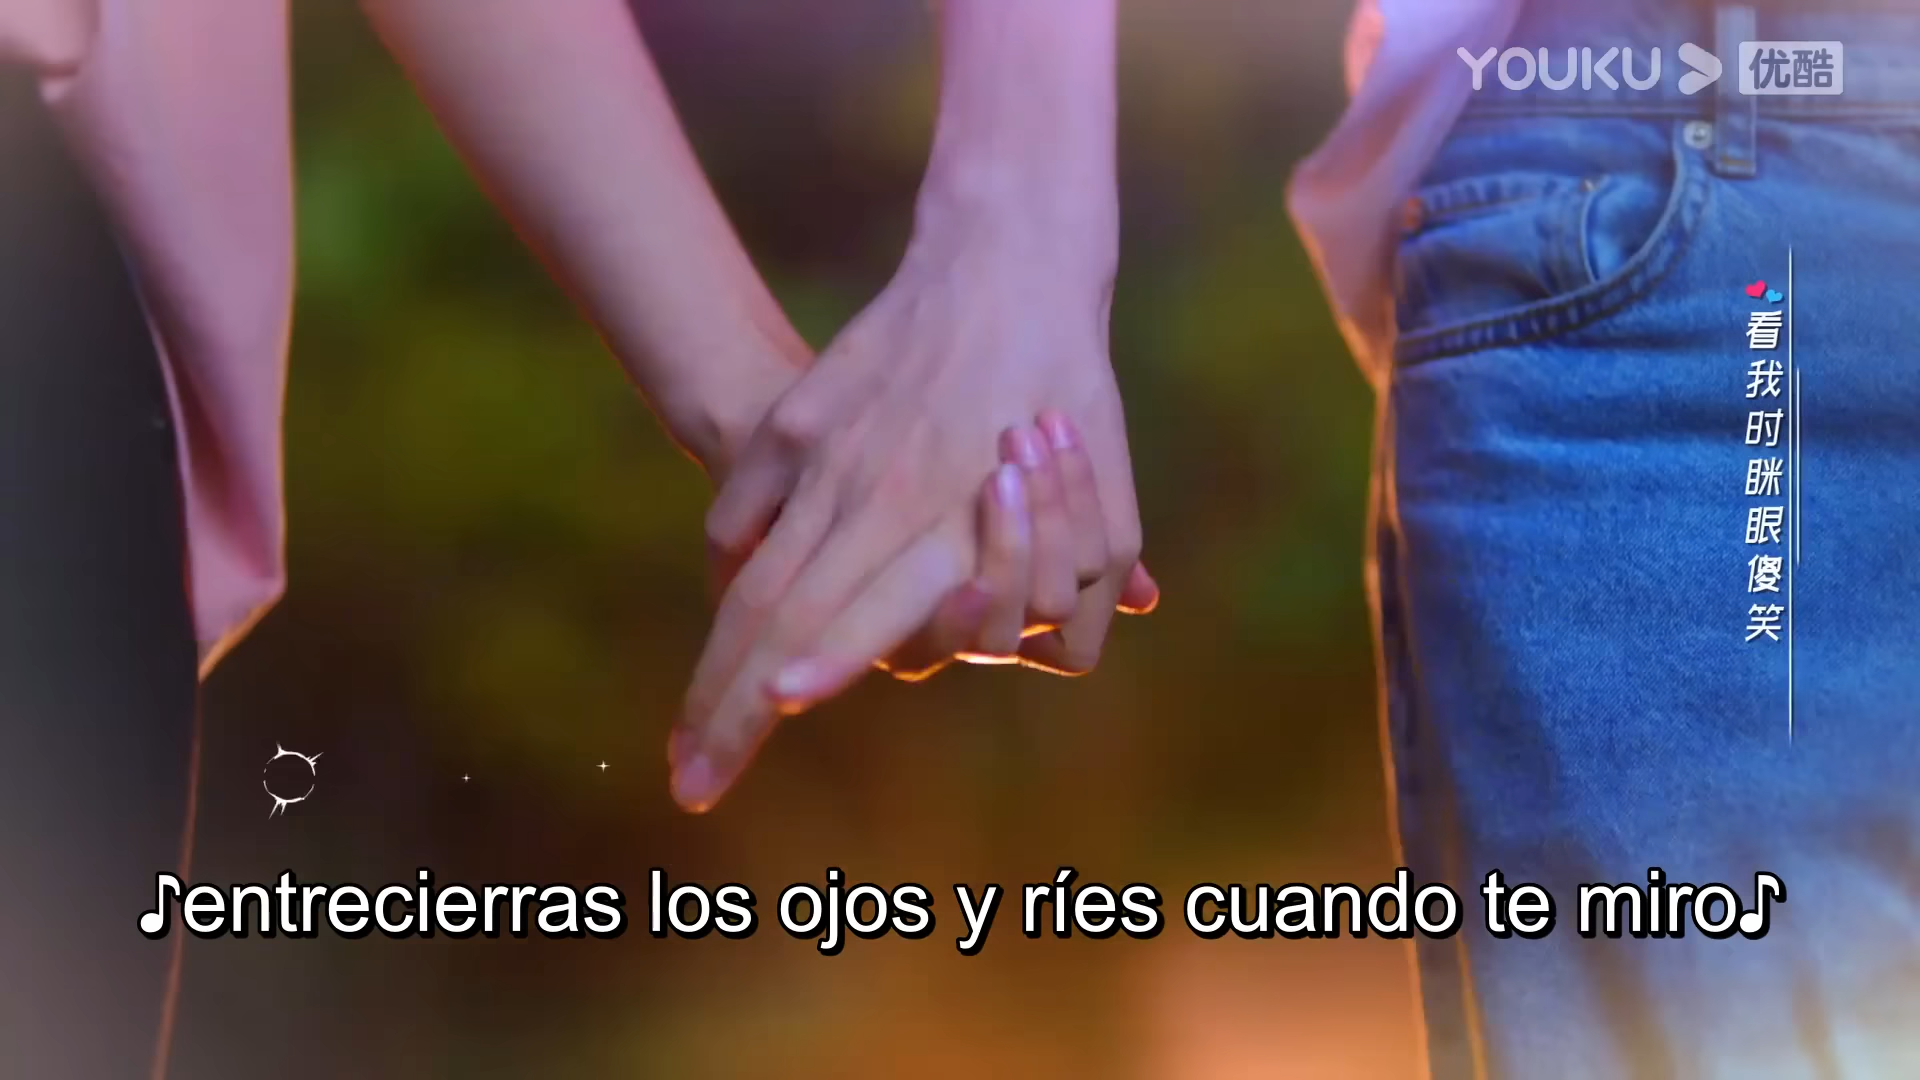 YOUKU 优酷
看我时眯眼傻笑
♪entrecierras los ojos y ríes cuando te miro♪